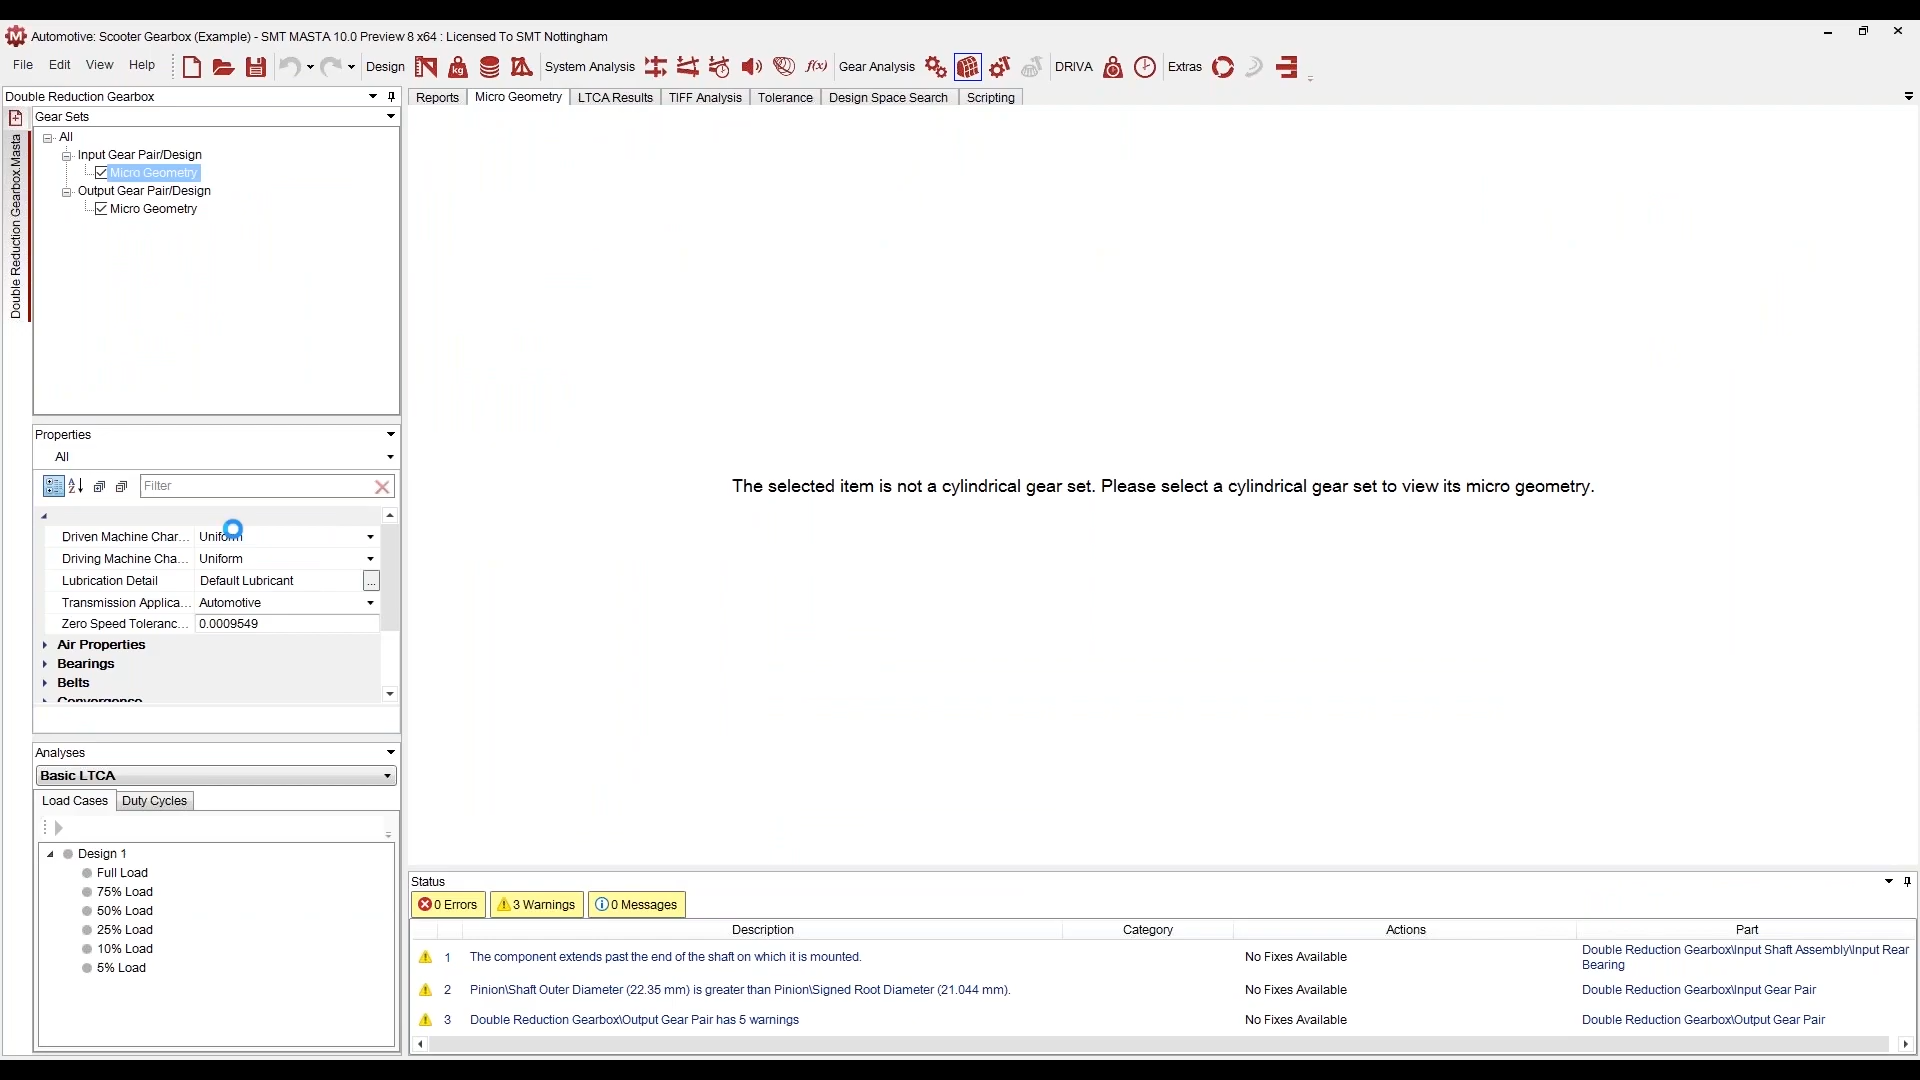 Automotive: Scooter Gearbox (Example) - SMT MASTA 10.0 Preview 8 x64 : Licensed To SMT Nottingham
File Edit View Help Design System Analysis f(x) Gear Analysis DRIVA Extras
Double Reduction Gearbox
Reports Micro Geometry LTCA Results TIFF Analysis Tolerance Design Space Search Scripting
Double Reduction Gearbox.Masta
Gear Sets
All
Input Gear Pair/Design
Micro Geometry
Output Gear Pair/Design
Micro Geometry
Properties
All
Filter
Driven Machine Char... Uniform
Driving Machine Cha... Uniform
Lubrication Detail Default Lubricant ...
Transmission Applica... Automotive
Zero Speed Toleranc... 0.0009549
Air Properties
Bearings
Belts
Convergence
Analyses
Basic LTCA
Load Cases Duty Cycles
Design 1
Full Load
75% Load
50% Load
25% Load
10% Load
5% Load
The selected item is not a cylindrical gear set. Please select a cylindrical gear set to view its micro geometry.
Status
0 Errors 3 Warnings 0 Messages
Description Category Actions Part
1 The component extends past the end of the shaft on which it is mounted. No Fixes Available Double Reduction Gearbox\Input Shaft Assembly\Input Rear
Bearing
2 Pinion\Shaft Outer Diameter (22.35 mm) is greater than Pinion\Signed Root Diameter (21.044 mm). No Fixes Available Double Reduction Gearbox\Input Gear Pair
3 Double Reduction Gearbox\Output Gear Pair has 5 warnings No Fixes Available Double Reduction Gearbox\Output Gear Pair